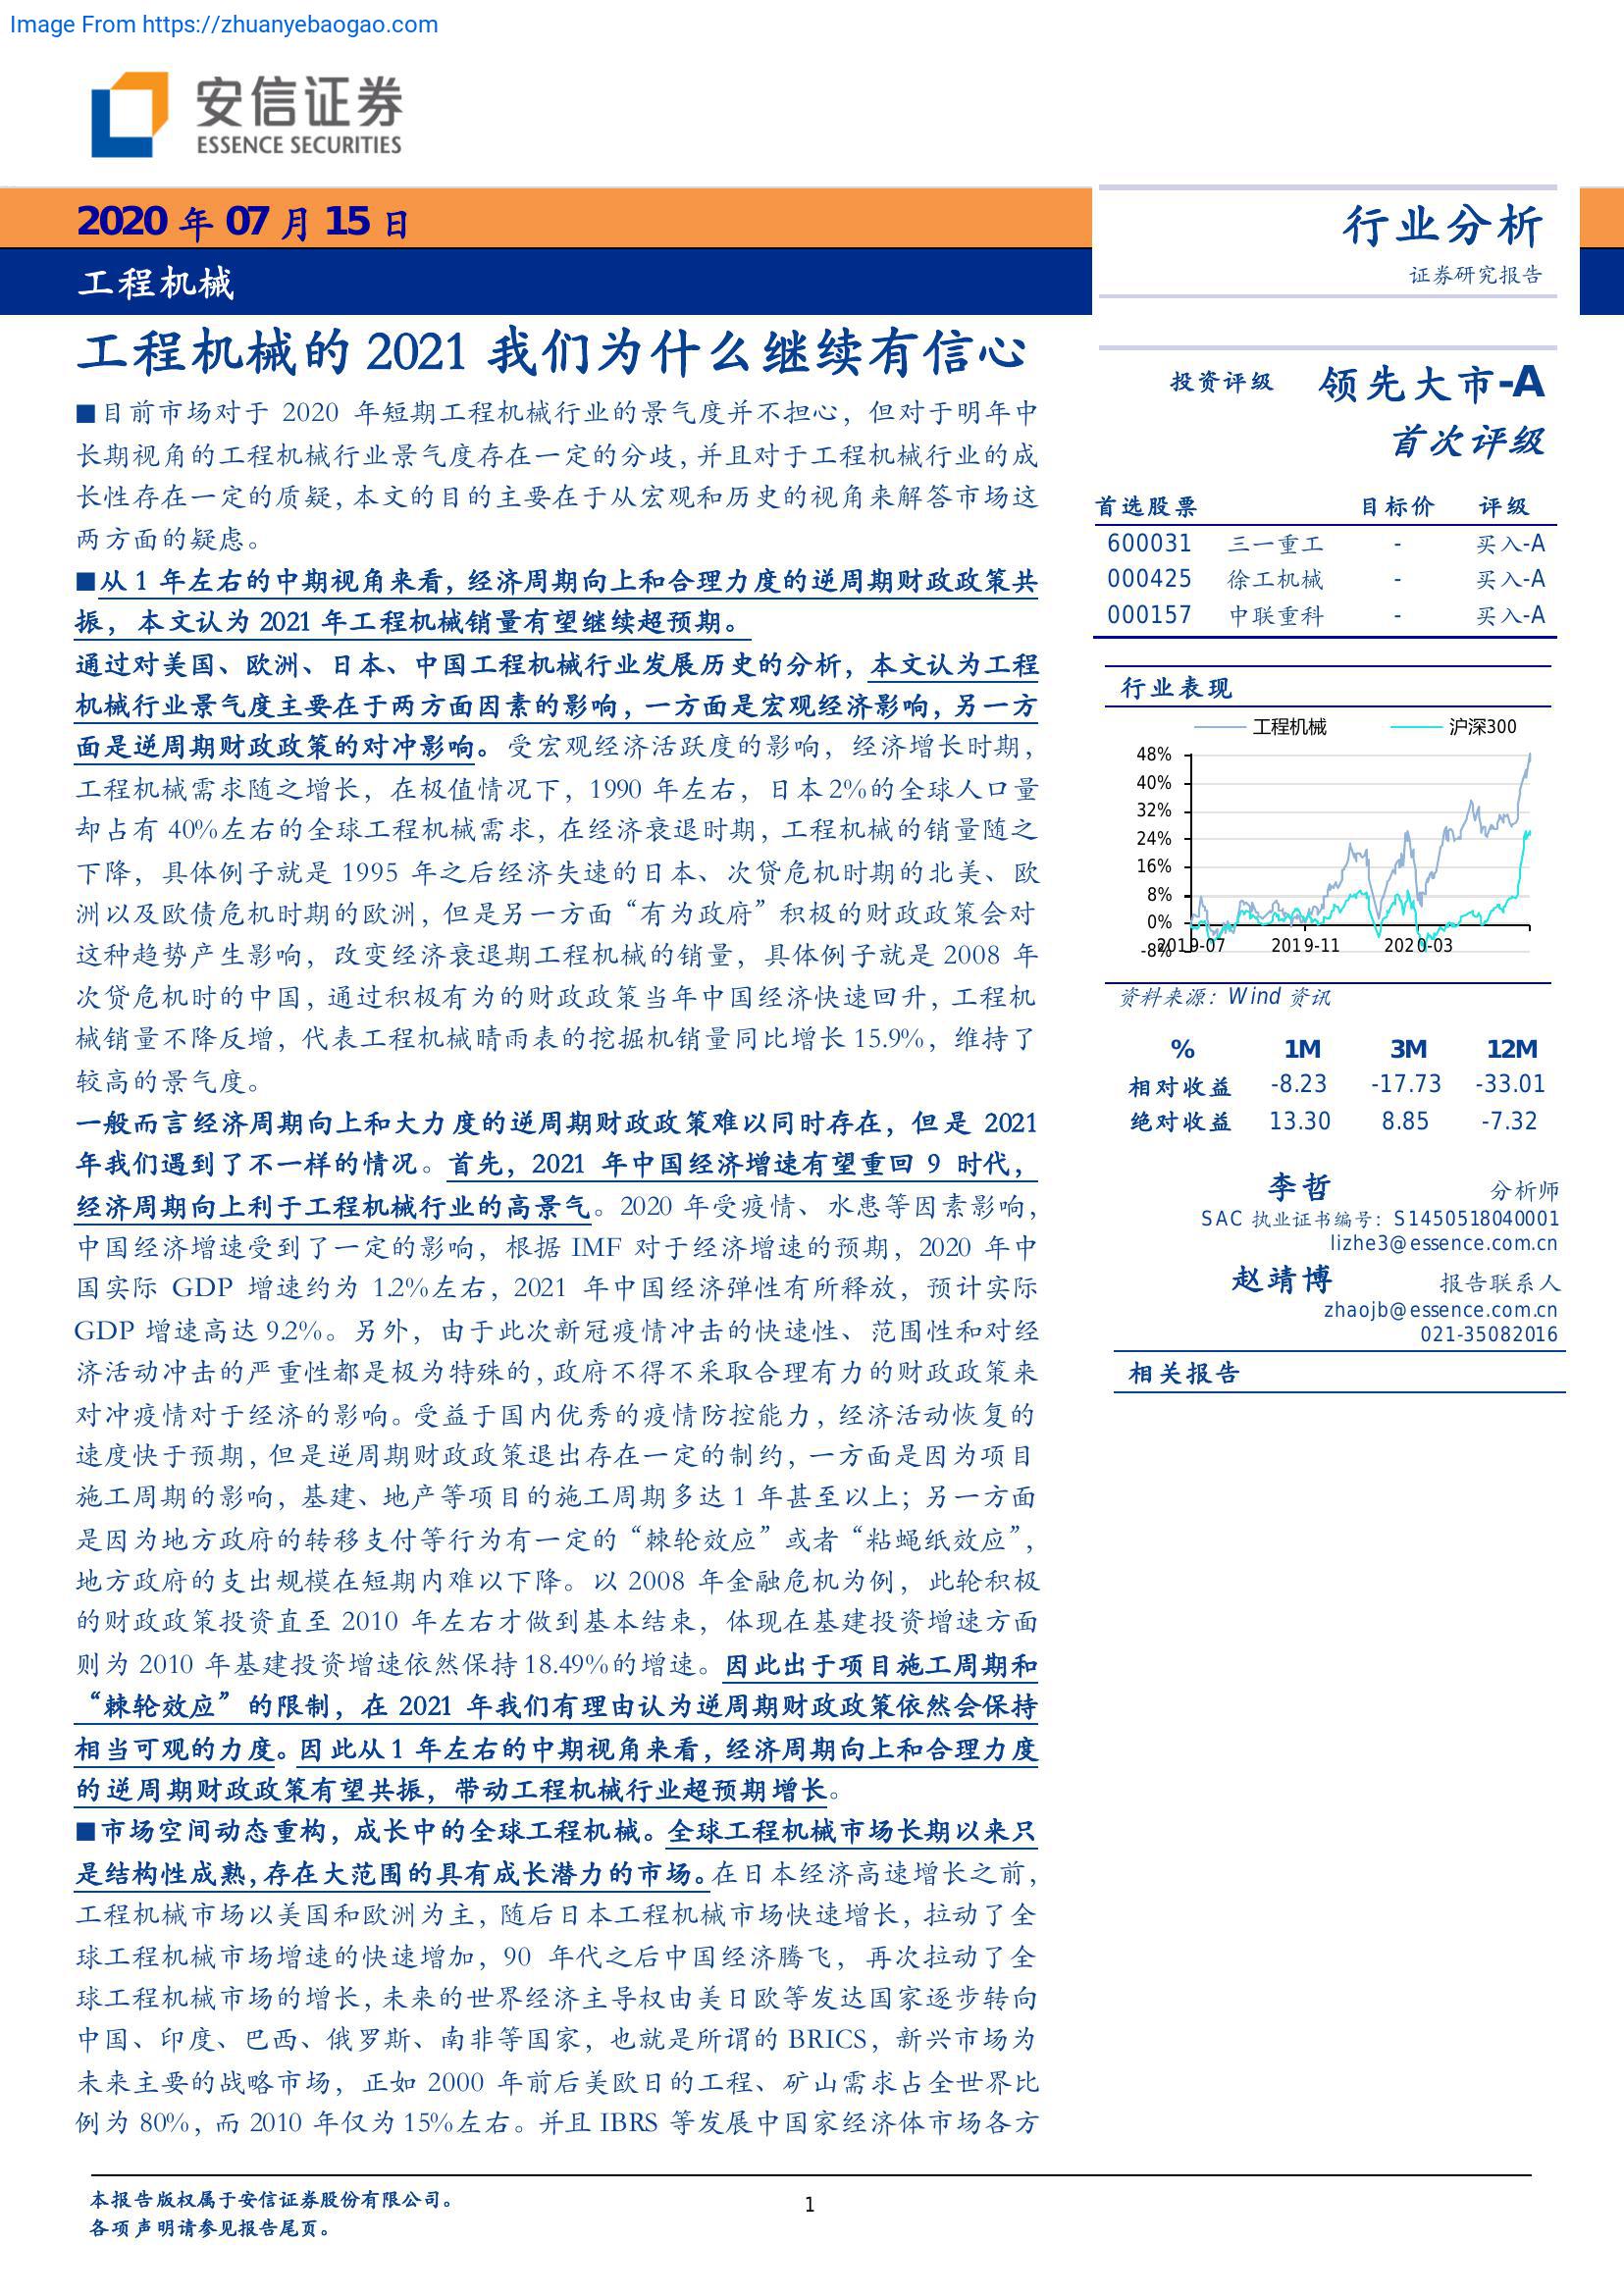 Image From https://zhuanyebaogao.com
安信证券
ESSENCE SECURITIES
2020 年 07 月 15 日
工程机械
工程机械的 2021 我们为什么继续有信心
■目前市场对于 2020 年短期工程机械行业的景气度并不担心，但对于明年中
长期视角的工程机械行业景气度存在一定的分歧，并且对于工程机械行业的成
长性存在一定的质疑，本文的目的主要在于从宏观和历史的视角来解答市场这
两方面的疑虑。
■从 1 年左右的中期视角来看，经济周期向上和合理力度的逆周期财政政策共
振，本文认为 2021 年工程机械销量有望继续超预期。
通过对美国、欧洲、日本、中国工程机械行业发展历史的分析，本文认为工程
机械行业景气度主要在于两方面因素的影响，一方面是宏观经济影响，另一方
面是逆周期财政政策的对冲影响。受宏观经济活跃度的影响，经济增长时期，
工程机械需求随之增长，在极值情况下，1990 年左右，日本 2%的全球人口量
却占有 40%左右的全球工程机械需求，在经济衰退时期，工程机械的销量随之
下降，具体例子就是 1995 年之后经济失速的日本、次贷危机时期的北美、欧
洲以及欧债危机时期的欧洲，但是另一方面“有为政府”积极的财政政策会对
这种趋势产生影响，改变经济衰退期工程机械的销量，具体例子就是 2008 年
次贷危机时的中国，通过积极有为的财政政策当年中国经济快速回升，工程机
械销量不降反增，代表工程机械晴雨表的挖掘机销量同比增长 15.9%，维持了
较高的景气度。
一般而言经济周期向上和大力度的逆周期财政政策难以同时存在，但是 2021
年我们遇到了不一样的情况。首先，2021 年中国经济增速有望重回 9 时代，
经济周期向上利于工程机械行业的高景气。2020 年受疫情、水患等因素影响，
中国经济增速受到了一定的影响，根据 IMF 对于经济增速的预期，2020 年中
国实际 GDP 增速约为 1.2%左右，2021 年中国经济弹性有所释放，预计实际
GDP 增速高达 9.2%。另外，由于此次新冠疫情冲击的快速性、范围性和对经
济活动冲击的严重性都是极为特殊的，政府不得不采取合理有力的财政政策来
对冲疫情对于经济的影响。受益于国内优秀的疫情防控能力，经济活动恢复的
速度快于预期，但是逆周期财政政策退出存在一定的制约，一方面是因为项目
施工周期的影响，基建、地产等项目的施工周期多达 1 年甚至以上；另一方面
是因为地方政府的转移支付等行为有一定的“棘轮效应”或者“粘蝇纸效应”，
地方政府的支出规模在短期内难以下降。以 2008 年金融危机为例，此轮积极
的财政政策投资直至 2010 年左右才做到基本结束，体现在基建投资增速方面
则为 2010 年基建投资增速依然保持 18.49%的增速。因此出于项目施工周期和
“棘轮效应”的限制，在 2021 年我们有理由认为逆周期财政政策依然会保持
相当可观的力度。因此从 1 年左右的中期视角来看，经济周期向上和合理力度
的逆周期财政政策有望共振，带动工程机械行业超预期增长。
■市场空间动态重构，成长中的全球工程机械。全球工程机械市场长期以来只
是结构性成熟，存在大范围的具有成长潜力的市场。在日本经济高速增长之前，
工程机械市场以美国和欧洲为主，随后日本工程机械市场快速增长，拉动了全
球工程机械市场增速的快速增加，90 年代之后中国经济腾飞，再次拉动了全
球工程机械市场的增长，未来的世界经济主导权由美日欧等发达国家逐步转向
中国、印度、巴西、俄罗斯、南非等国家，也就是所谓的 BRICS，新兴市场为
未来主要的战略市场，正如 2000 年前后美欧日的工程、矿山需求占全世界比
例为 80%，而 2010 年仅为 15%左右。并且 IBRS 等发展中国家经济体市场各方
行业分析
证券研究报告
投资评级 领先大市-A
首次评级
首选股票 目标价 评级
600031 三一重工 - 买入-A
000425 徐工机械 - 买入-A
000157 中联重科 - 买入-A
行业表现
工程机械 沪深300
48%
40%
32%
24%
16%
8%
0%
-8%
2019-07 2019-11 2020-03
资料来源：Wind 资讯
% 1M 3M 12M
相对收益 -8.23 -17.73 -33.01
绝对收益 13.30 8.85 -7.32
李哲 分析师
SAC 执业证书编号：S1450518040001
lizhe3@essence.com.cn
赵靖博 报告联系人
zhaojb@essence.com.cn
021-35082016
相关报告
本报告版权属于安信证券股份有限公司。
各项声明请参见报告尾页。
1